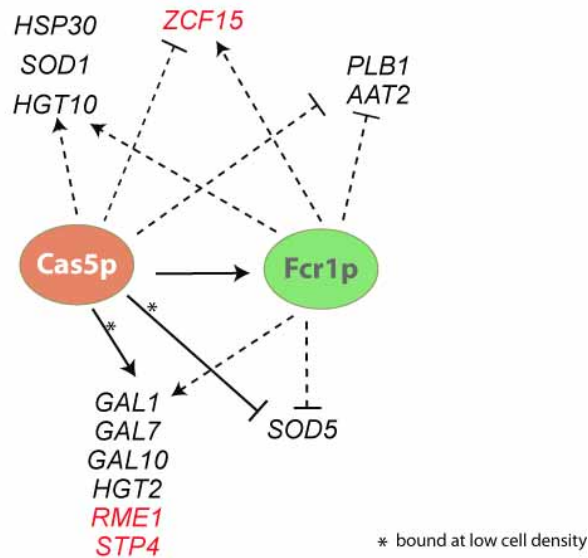 HSP30
SOD1
HGT10
ZCF15
PLB1
AAT2
Cas5p
Fcr1p
*
*
GAL1
GAL7
GAL10
HGT2
RME1
STP4
SOD5
* bound at low cell density